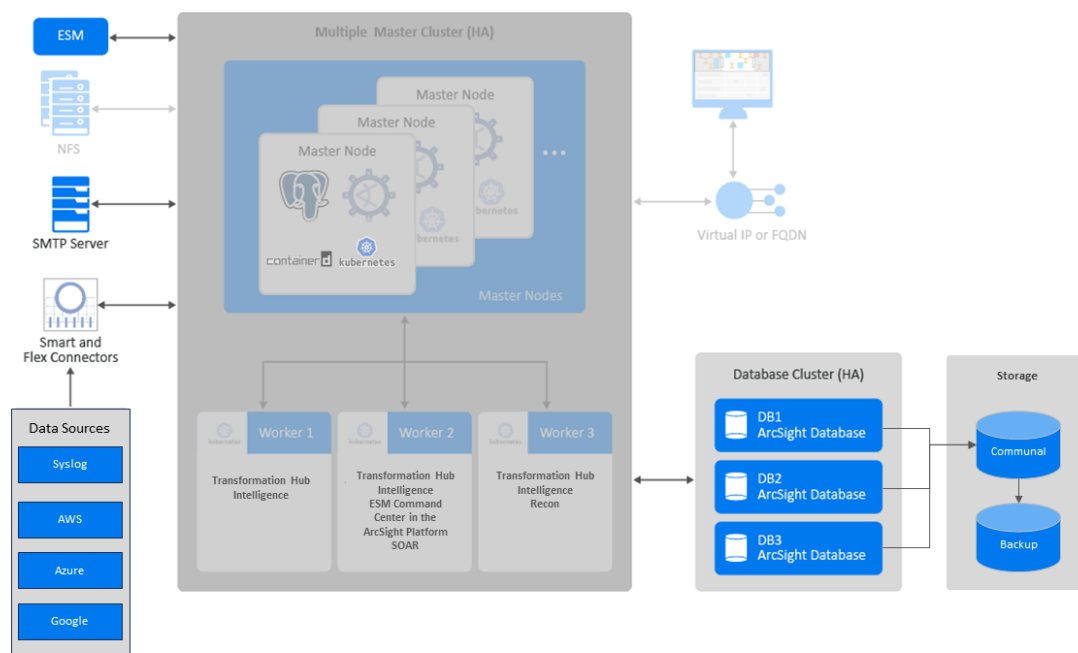 ESM
NFS
SMTP Server
Smart and
Flex Connectors
Data Sources
Syslog
AWS
Azure
Google
Multiple Master Cluster (HA)
Master Node
kubernetes
Master Node
kubernetes
Master Node
containerd
kubernetes
...
Master Nodes
kubernetes
Worker 1
Transformation Hub
Intelligence
kubernetes
Worker 2
Transformation Hub
Intelligence
ESM Command
Center in the
ArcSight Platform
SOAR
kubernetes
Worker 3
Transformation Hub
Intelligence
Recon
Virtual IP or FQDN
Database Cluster (HA)
DB1
ArcSight Database
DB2
ArcSight Database
DB3
ArcSight Database
Storage
Communal
Backup